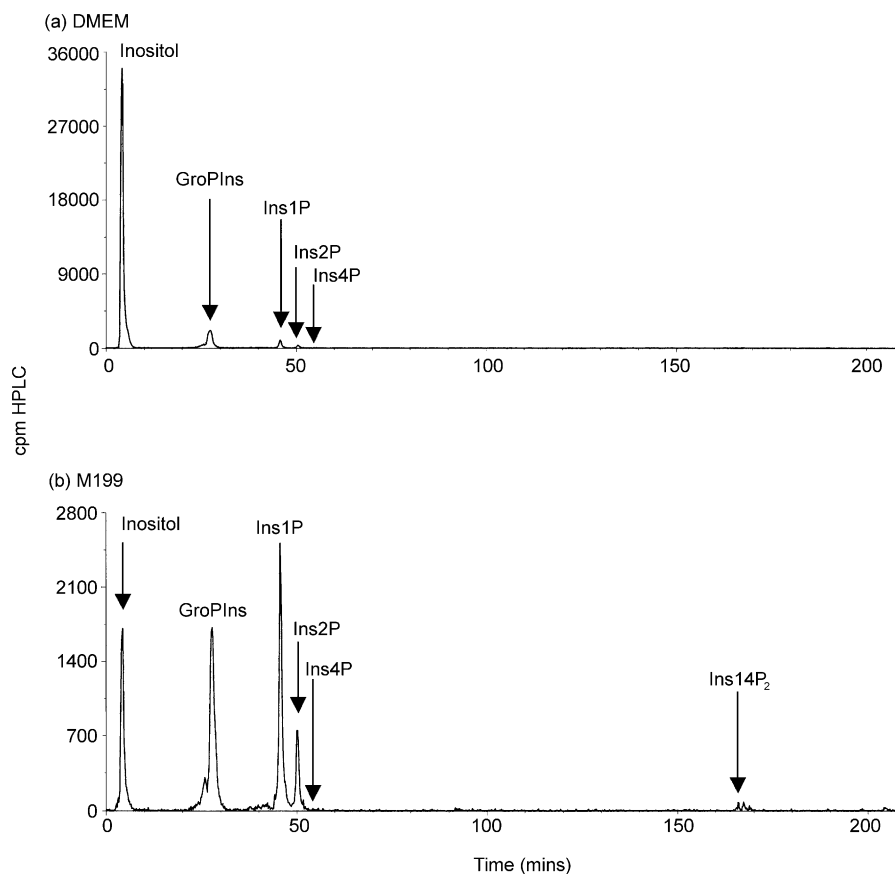 (a) DMEM
36000
Inositol
27000
GroPIns
18000
Ins1P
Ins2P
9000
Ins4P
0
0 50 100 150 200
cpm HPLC
(b) M199
2800
Inositol
Ins1P
2100
GroPIns
Ins2P
1400
Ins4P
Ins14P₂
700
0
0 50 100 150 200
Time (mins)